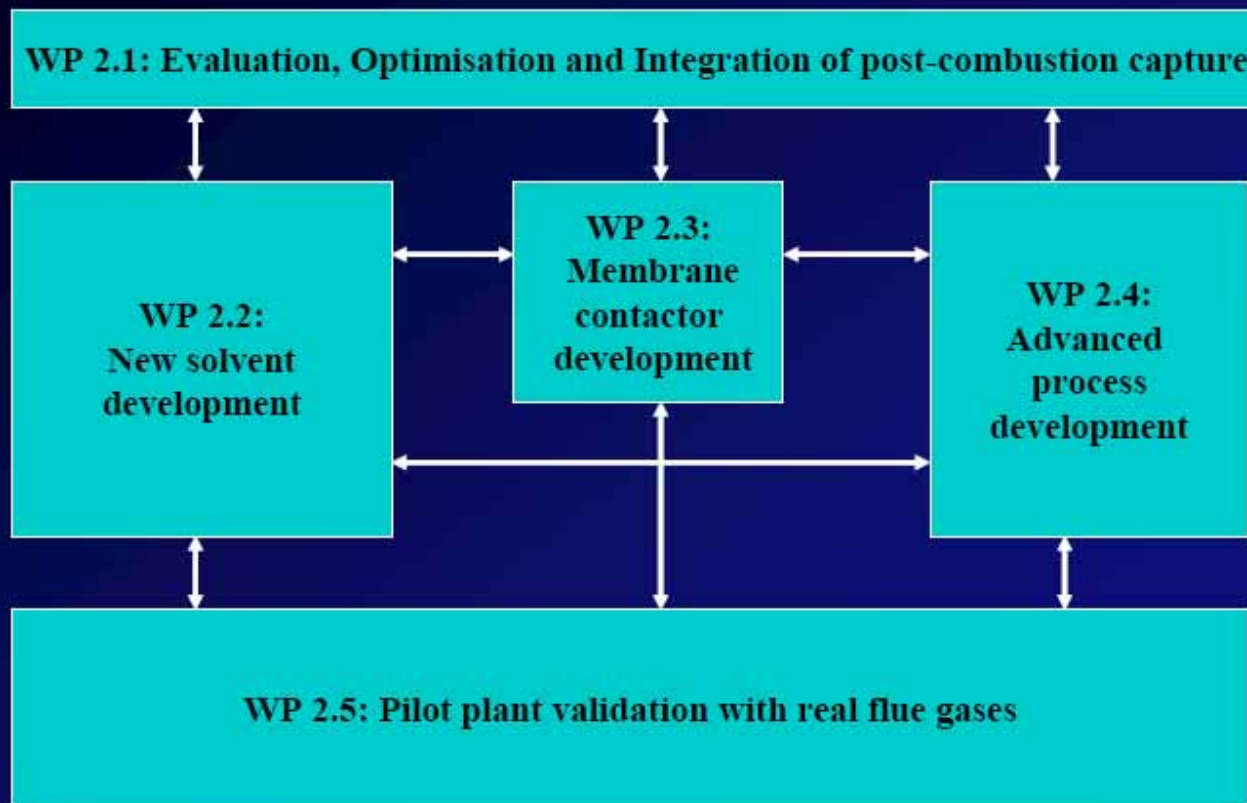 WP 2.1: Evaluation, Optimisation and Integration of post-combustion capture
WP 2.2:
New solvent
development
WP 2.3:
Membrane
contactor
development
WP 2.4:
Advanced
process
development
WP 2.5: Pilot plant validation with real flue gases